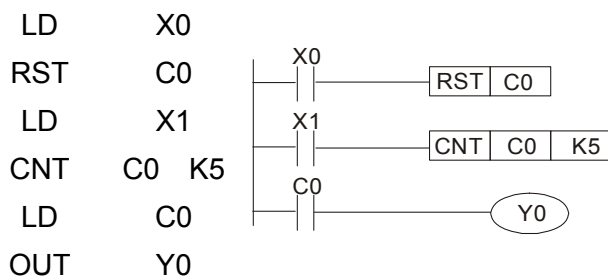 LD X0
RST C0
LD X1
CNT C0 K5
LD C0
OUT Y0
X0
RST C0
X1
CNT C0 K5
C0
Y0